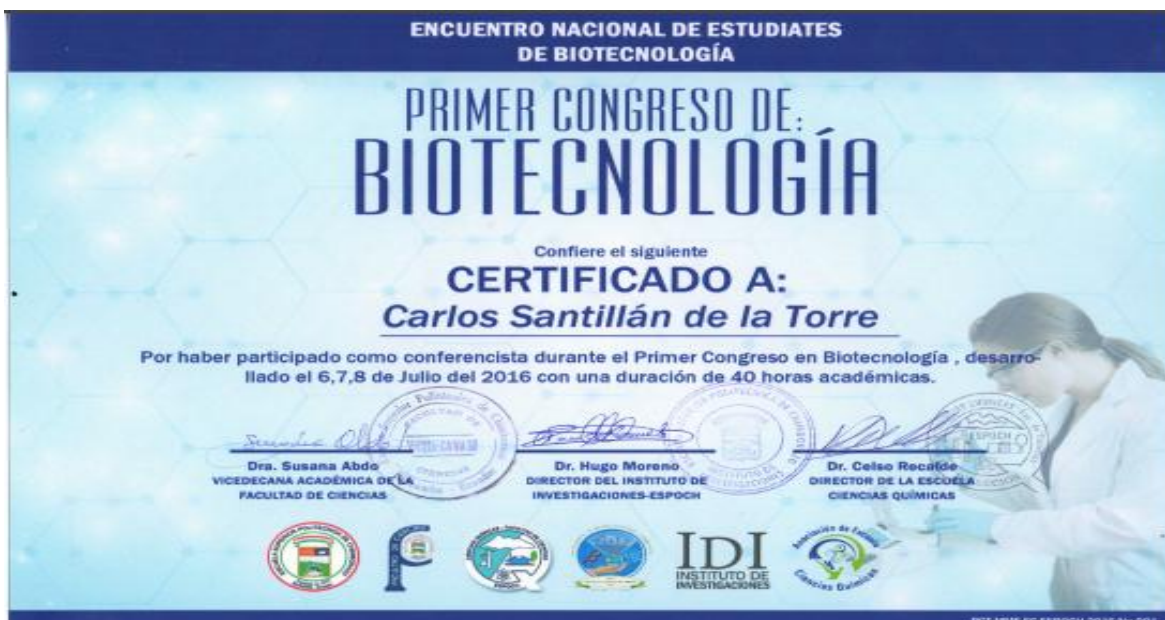 ENCUENTRO NACIONAL DE ESTUDIATES
DE BIOTECNOLOGÍA
PRIMER CONGRESO DE:
BIOTECNOLOGÍA
Confiere el siguiente
CERTIFICADO A:
Carlos Santillán de la Torre
Por haber participado como conferencista durante el Primer Congreso en Biotecnología , desarro-
llado el 6,7,8 de Julio del 2016 con una duración de 40 horas académicas.
Dra. Susana Abdo
VICEDECANA ACADÉMICA DE LA
FACULTAD DE CIENCIAS
Dr. Hugo Moreno
DIRECTOR DEL INSTITUTO DE
INVESTIGACIONES-ESPOCH
Dr. Celso Recalde
DIRECTOR DE LA ESCUELA
CIENCIAS QUÍMICAS
ESPOCH
IDI
INSTITUTO DE
INVESTIGACIONES
Ciencias Químicas